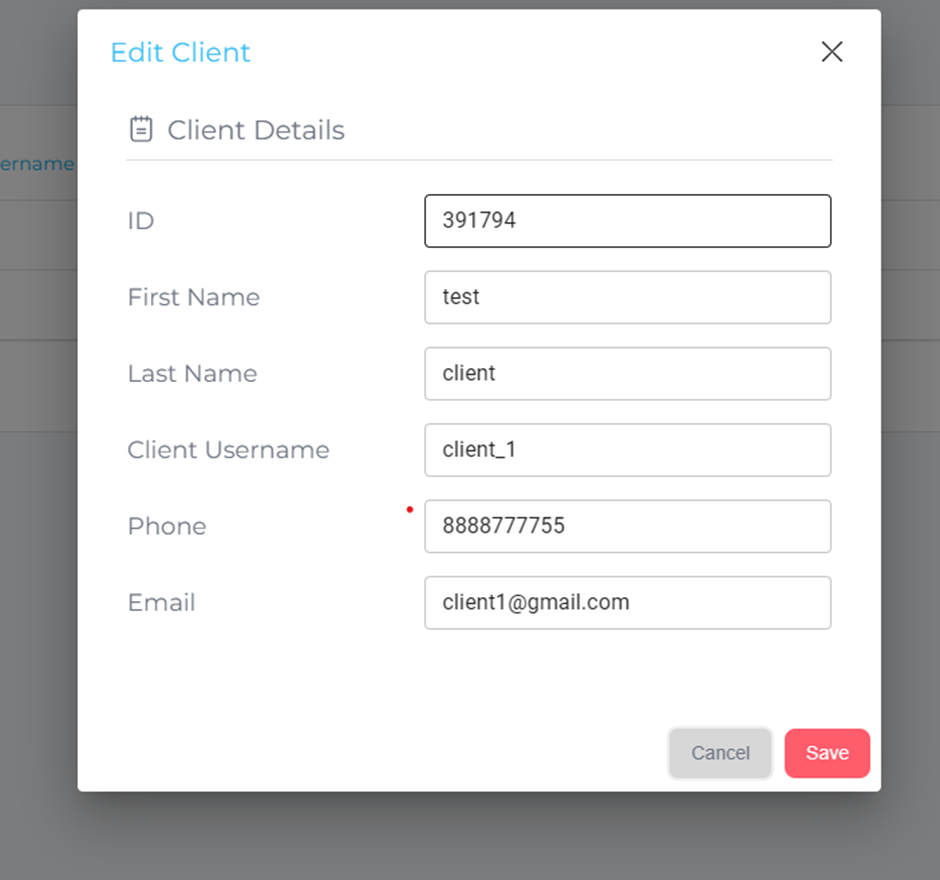 Edit Client
Client Details
ername
ID 391794
First Name test
Last Name client
Client Username client_1
Phone 8888777755
Email client1@gmail.com
Cancel Save